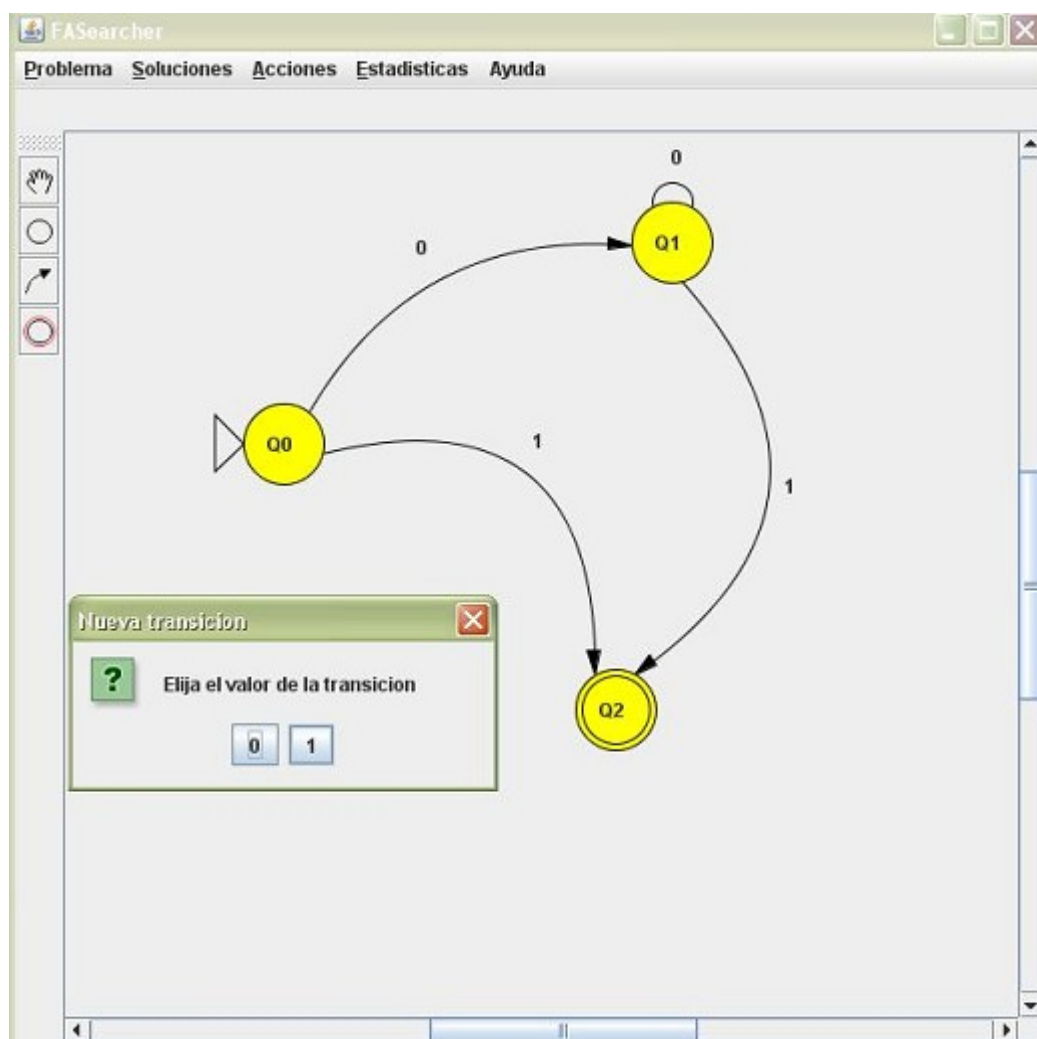 FASearcher
Problema Soluciones Acciones Estadisticas Ayuda
0
0
Q1
Q0
1
1
Nueva transicion
?
Elija el valor de la transicion
0 1
Q2